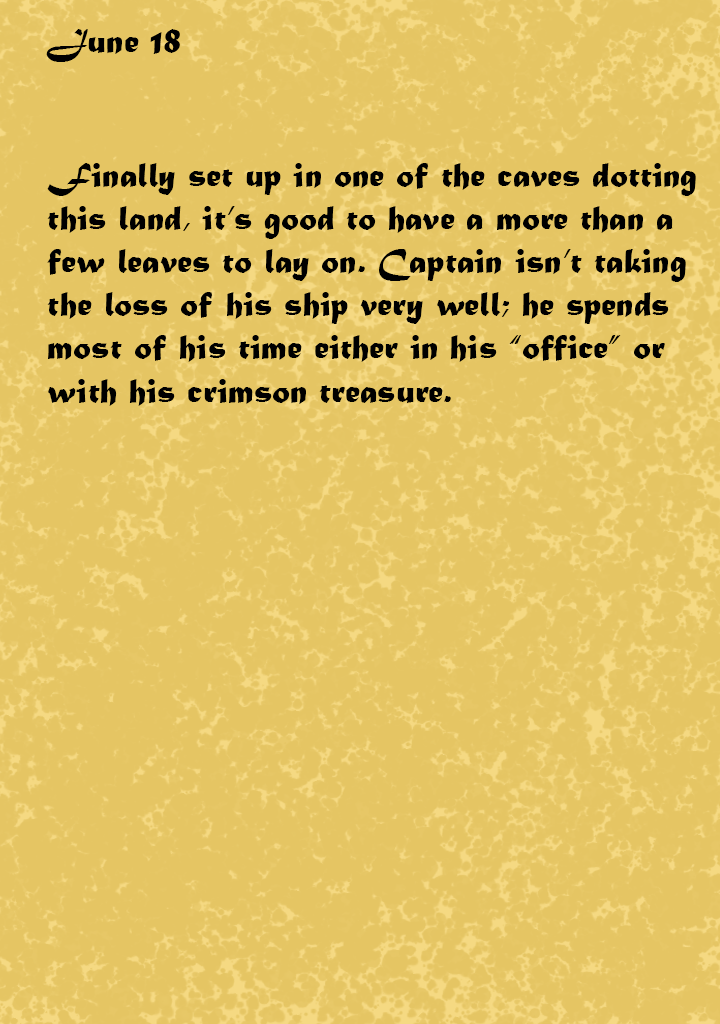 June 18
Finally set up in one of the caves dotting
this land, it's good to have a more than a
few leaves to lay on. Captain isn't taking
the loss of his ship very well; he spends
most of his time either in his “office” or
with his crimson treasure.